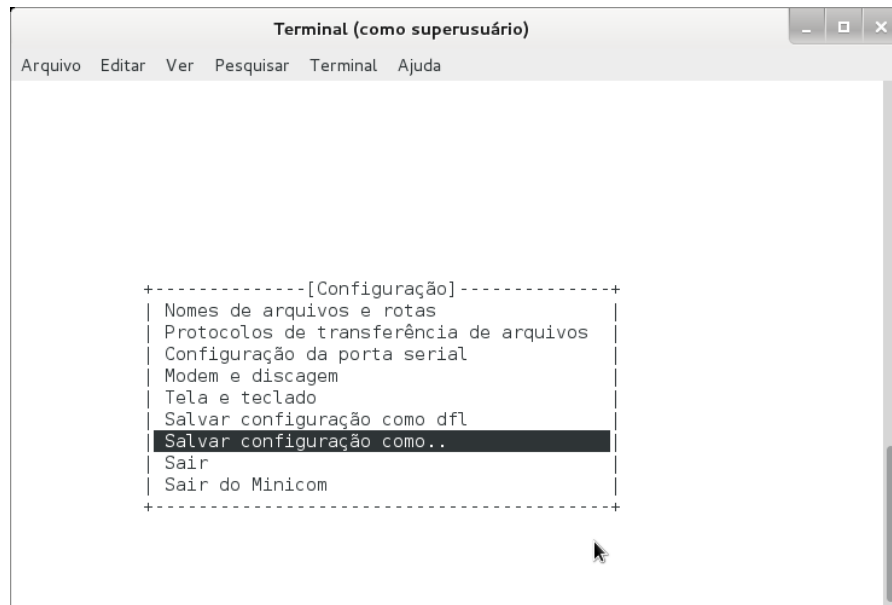 Terminal (como superusuário)
Arquivo Editar Ver Pesquisar Terminal Ajuda
+--------------[Configuração]--------------+
| Nomes de arquivos e rotas |
| Protocolos de transferência de arquivos |
| Configuração da porta serial |
| Modem e discagem |
| Tela e teclado |
| Salvar configuração como dfl |
| Salvar configuração como.. |
| Sair |
| Sair do Minicom |
+------------------------------------------+